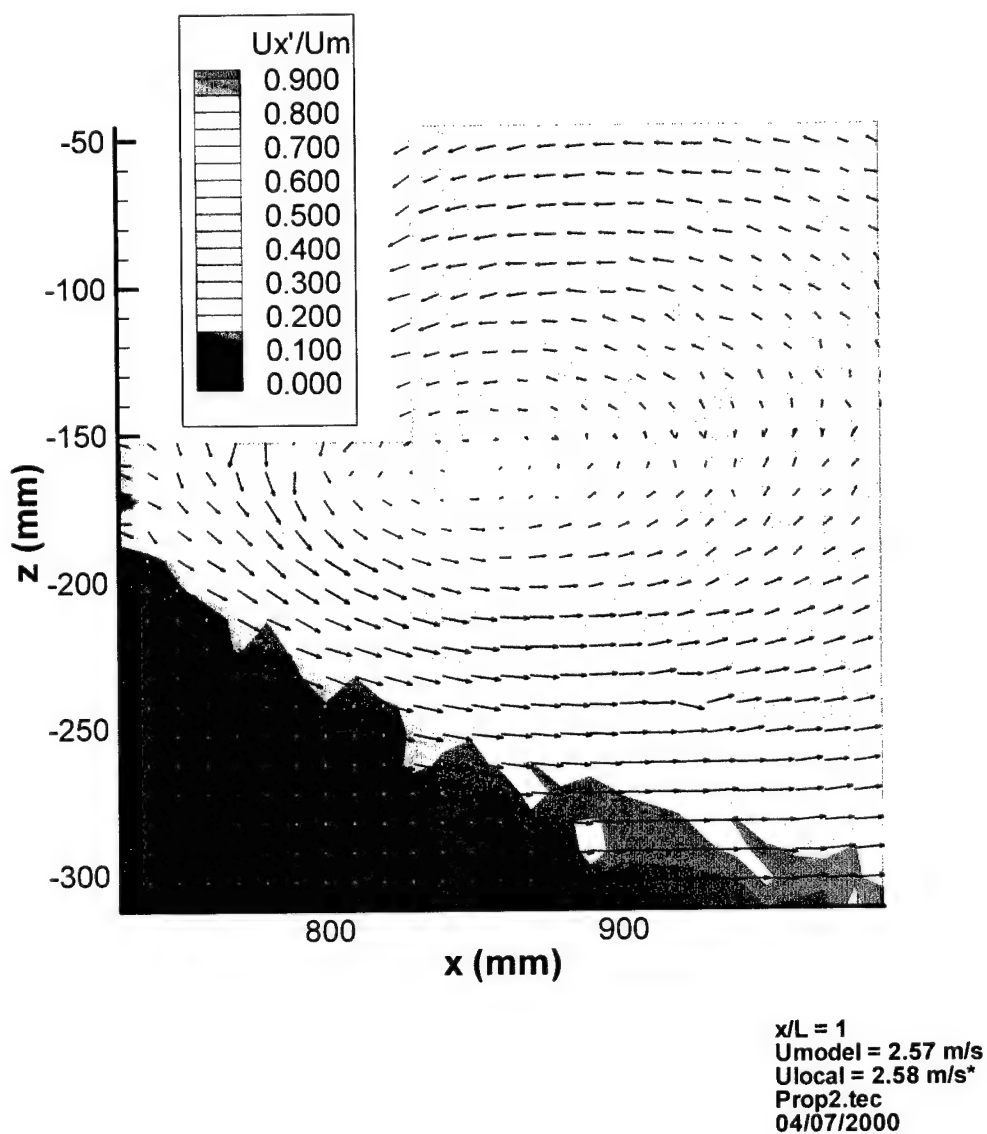 Ux'/Um
0.900
0.800
0.700
0.600
0.500
0.400
0.300
0.200
0.100
0.000
-50
-100
-150
-200
-250
-300
z (mm)
800
900
x (mm)
x/L = 1
Umodel = 2.57 m/s
Ulocal = 2.58 m/s*
Prop2.tec
04/07/2000